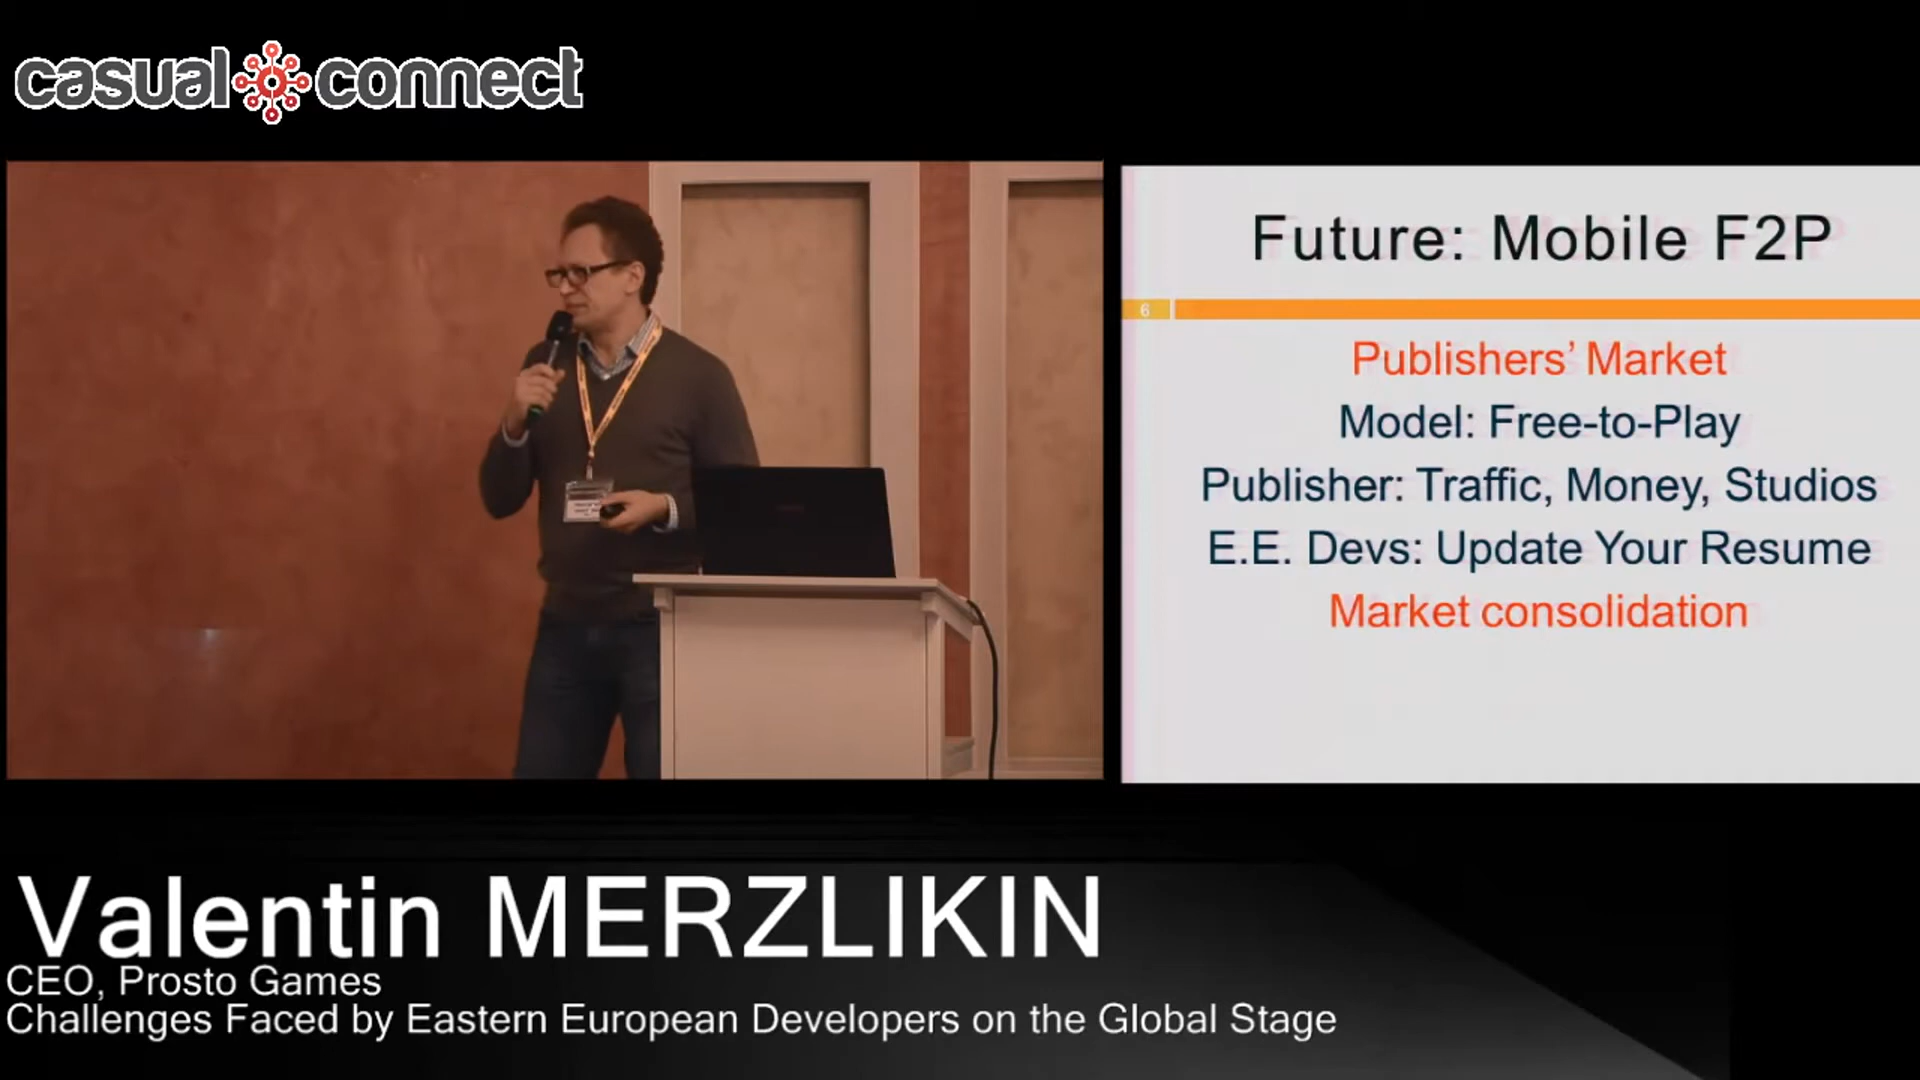 casual connect
Future: Mobile F2P
6
Publishers’ Market
Model: Free-to-Play
Publisher: Traffic, Money, Studios
E.E. Devs: Update Your Resume
Market consolidation
Valentin MERZLIKIN
CEO, Prosto Games
Challenges Faced by Eastern European Developers on the Global Stage